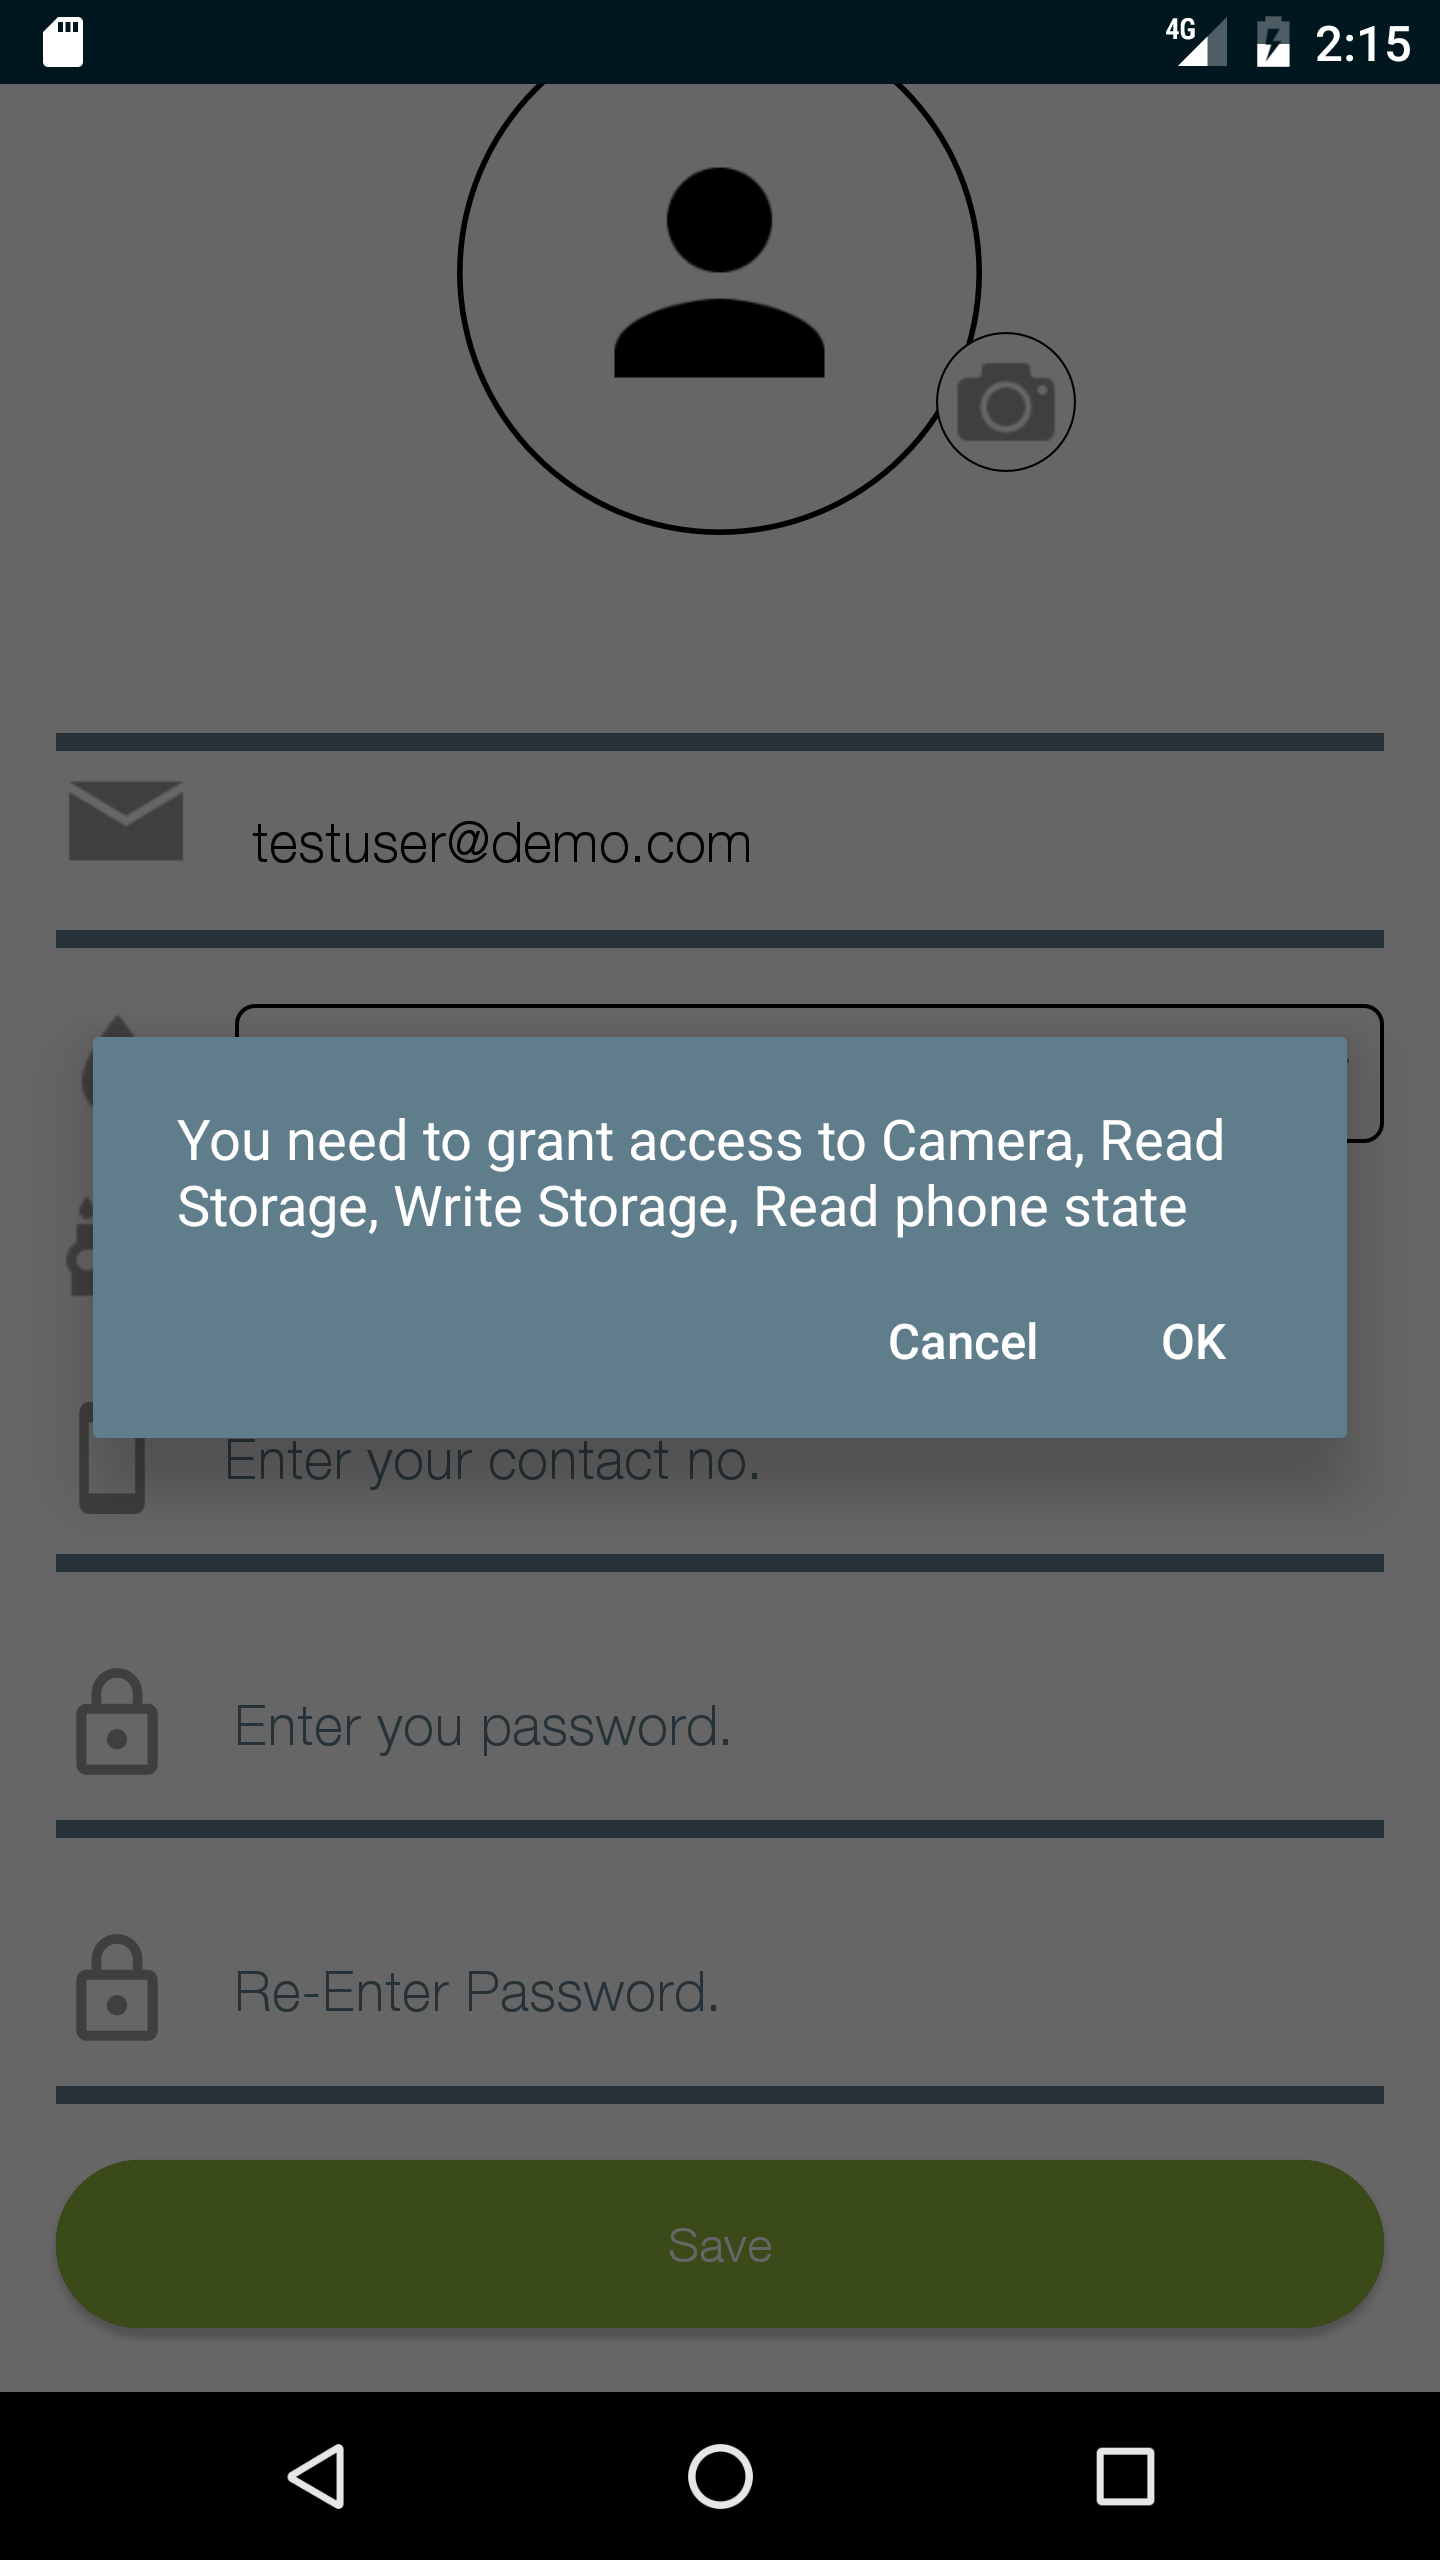 4G 2:15
testuser@demo.com
You need to grant access to Camera, Read
Storage, Write Storage, Read phone state
Cancel OK
Enter your contact no.
Enter you password.
Re-Enter Password.
Save